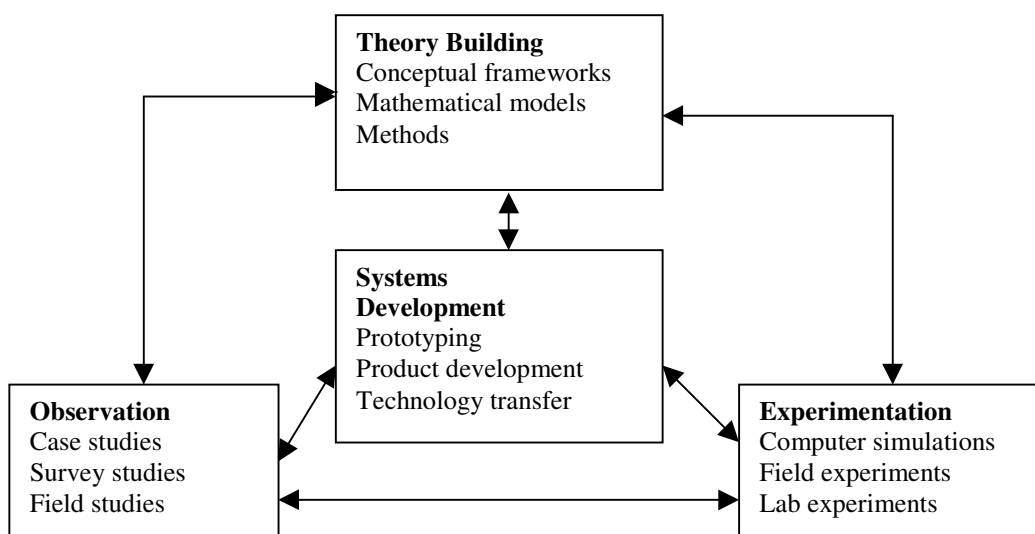 Theory Building
Conceptual frameworks
Mathematical models
Methods
Systems
Development
Prototyping
Product development
Technology transfer
Observation
Case studies
Survey studies
Field studies
Experimentation
Computer simulations
Field experiments
Lab experiments